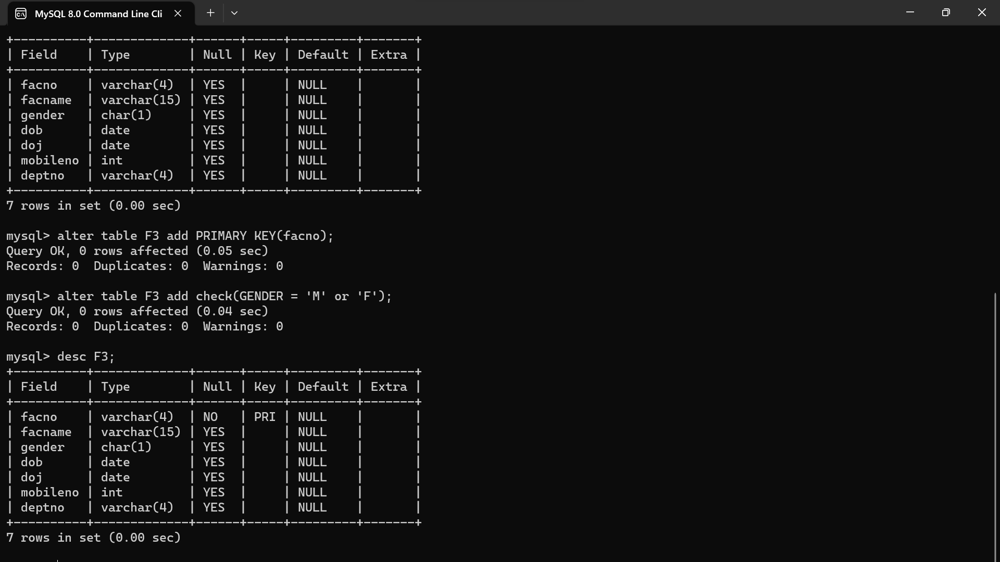 MySQL 8.0 Command Line Cli
+----------+-------------+------+-----+---------+-------+
| Field    | Type        | Null | Key | Default | Extra |
+----------+-------------+------+-----+---------+-------+
| facno    | varchar(4)  | YES  |     | NULL    |       |
| facname  | varchar(15) | YES  |     | NULL    |       |
| gender   | char(1)     | YES  |     | NULL    |       |
| dob      | date        | YES  |     | NULL    |       |
| doj      | date        | YES  |     | NULL    |       |
| mobileno | int         | YES  |     | NULL    |       |
| deptno   | varchar(4)  | YES  |     | NULL    |       |
+----------+-------------+------+-----+---------+-------+
7 rows in set (0.00 sec)
mysql> alter table F3 add PRIMARY KEY(facno);
Query OK, 0 rows affected (0.05 sec)
Records: 0  Duplicates: 0  Warnings: 0
mysql> alter table F3 add check(GENDER = 'M' or 'F');
Query OK, 0 rows affected (0.04 sec)
Records: 0  Duplicates: 0  Warnings: 0
mysql> desc F3;
+----------+-------------+------+-----+---------+-------+
| Field    | Type        | Null | Key | Default | Extra |
+----------+-------------+------+-----+---------+-------+
| facno    | varchar(4)  | NO   | PRI | NULL    |       |
| facname  | varchar(15) | YES  |     | NULL    |       |
| gender   | char(1)     | YES  |     | NULL    |       |
| dob      | date        | YES  |     | NULL    |       |
| doj      | date        | YES  |     | NULL    |       |
| mobileno | int         | YES  |     | NULL    |       |
| deptno   | varchar(4)  | YES  |     | NULL    |       |
+----------+-------------+------+-----+---------+-------+
7 rows in set (0.00 sec)